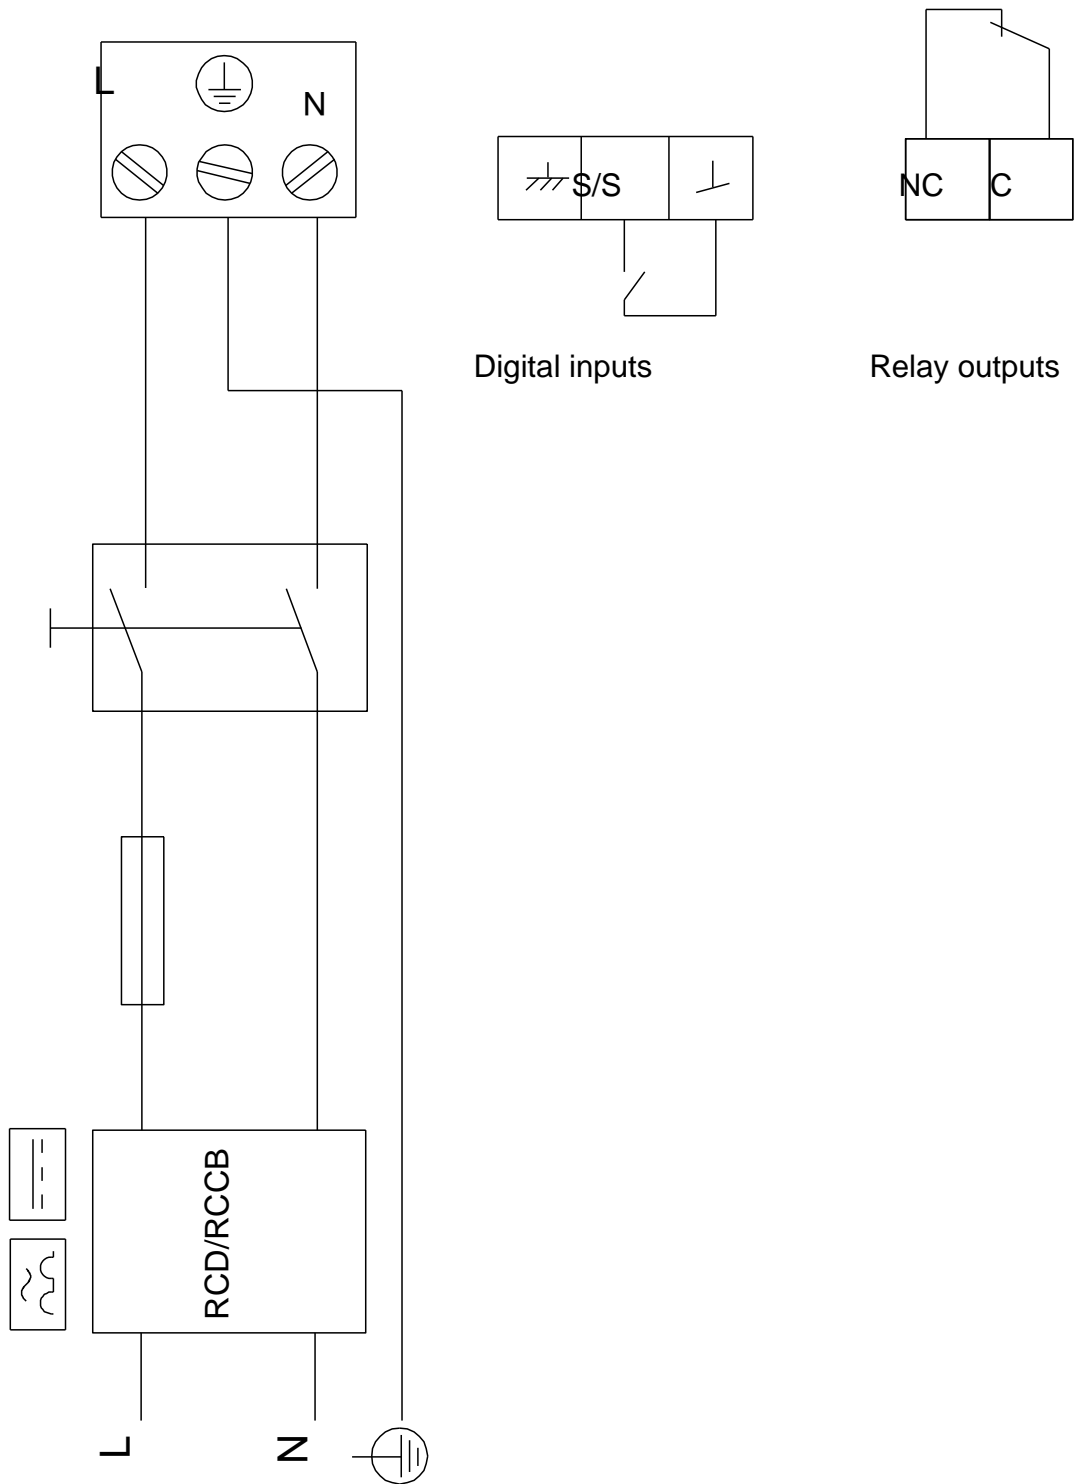 L
N
S/S
NC
C
Digital inputs
Relay outputs
RCD/RCCB
L
N